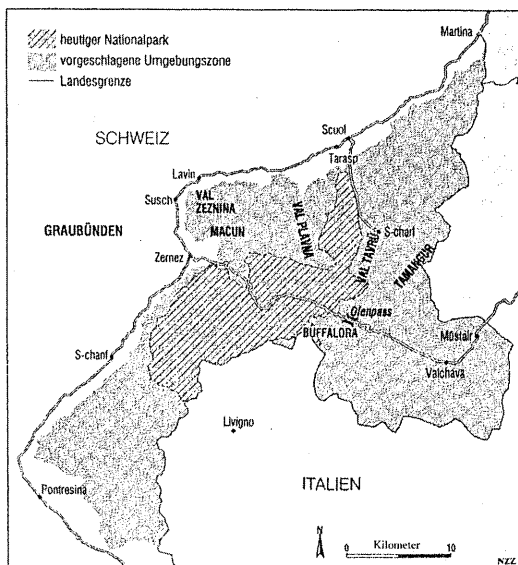 heutiger Nationalpark
vorgeschlagene Umgebungszone
Landesgrenze
Martina
SCHWEIZ
Scuol
Tarasp
Lavin
Susch
VAL
ZEZNINA
MACUN
VAL PLAVNA
VAL TAVRÜ
S-charl
TAMANGUR
GRAUBÜNDEN
Zernez
Ofenpass
BUFFALORA
Müstair
Valchava
S-chanf
Livigno
Pontresina
ITALIEN
N
Kilometer
0 10
NZZ